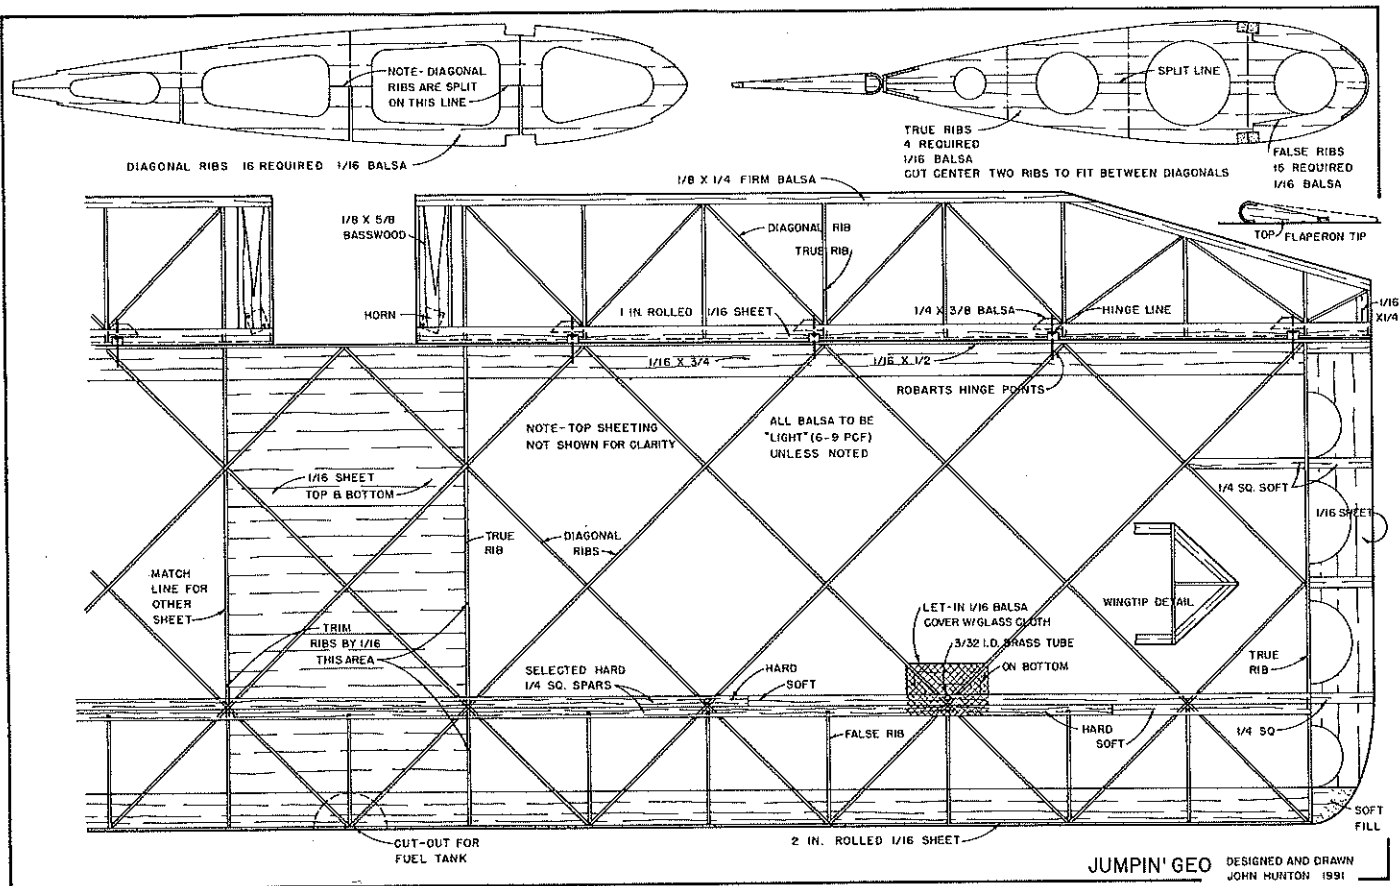 NOTE- DIAGONAL
RIBS ARE SPLIT
ON THIS LINE
DIAGONAL RIBS 16 REQUIRED 1/16 BALSA
SPLIT LINE
TRUE RIBS
4 REQUIRED
1/16 BALSA
CUT CENTER TWO RIBS TO FIT BETWEEN DIAGONALS
FALSE RIBS
16 REQUIRED
1/16 BALSA
1/8 X 1/4 FIRM BALSA
1/8 X 5/8
BASSWOOD
DIAGONAL RIB
TRUE RIB
TOP
FLAPERON TIP
HORN
1 IN. ROLLED 1/16 SHEET
1/4 X 3/8 BALSA
HINGE LINE
1/16
X1/4
1/16 X 3/4
1/16 X 1/2
ROBARTS HINGE POINTS
NOTE-TOP SHEETING
NOT SHOWN FOR CLARITY
ALL BALSA TO BE
"LIGHT" (6-9 PCF)
UNLESS NOTED
1/16 SHEET
TOP & BOTTOM
1/4 SQ. SOFT
1/16 SHEET
TRUE
RIB
DIAGONAL
RIBS
MATCH
LINE FOR
OTHER
SHEET
WINGTIP DETAIL
LET-IN 1/16 BALSA
COVER W/GLASS CLOTH
3/32 I.D. BRASS TUBE
ON BOTTOM
TRIM
RIBS BY 1/16
THIS AREA
TRUE
RIB
SELECTED HARD
1/4 SQ. SPARS
HARD
SOFT
FALSE RIB
HARD
SOFT
1/4 SQ
SOFT
FILL
CUT-OUT FOR
FUEL TANK
2 IN. ROLLED 1/16 SHEET
JUMPIN' GEO
DESIGNED AND DRAWN
JOHN HUNTON 1991